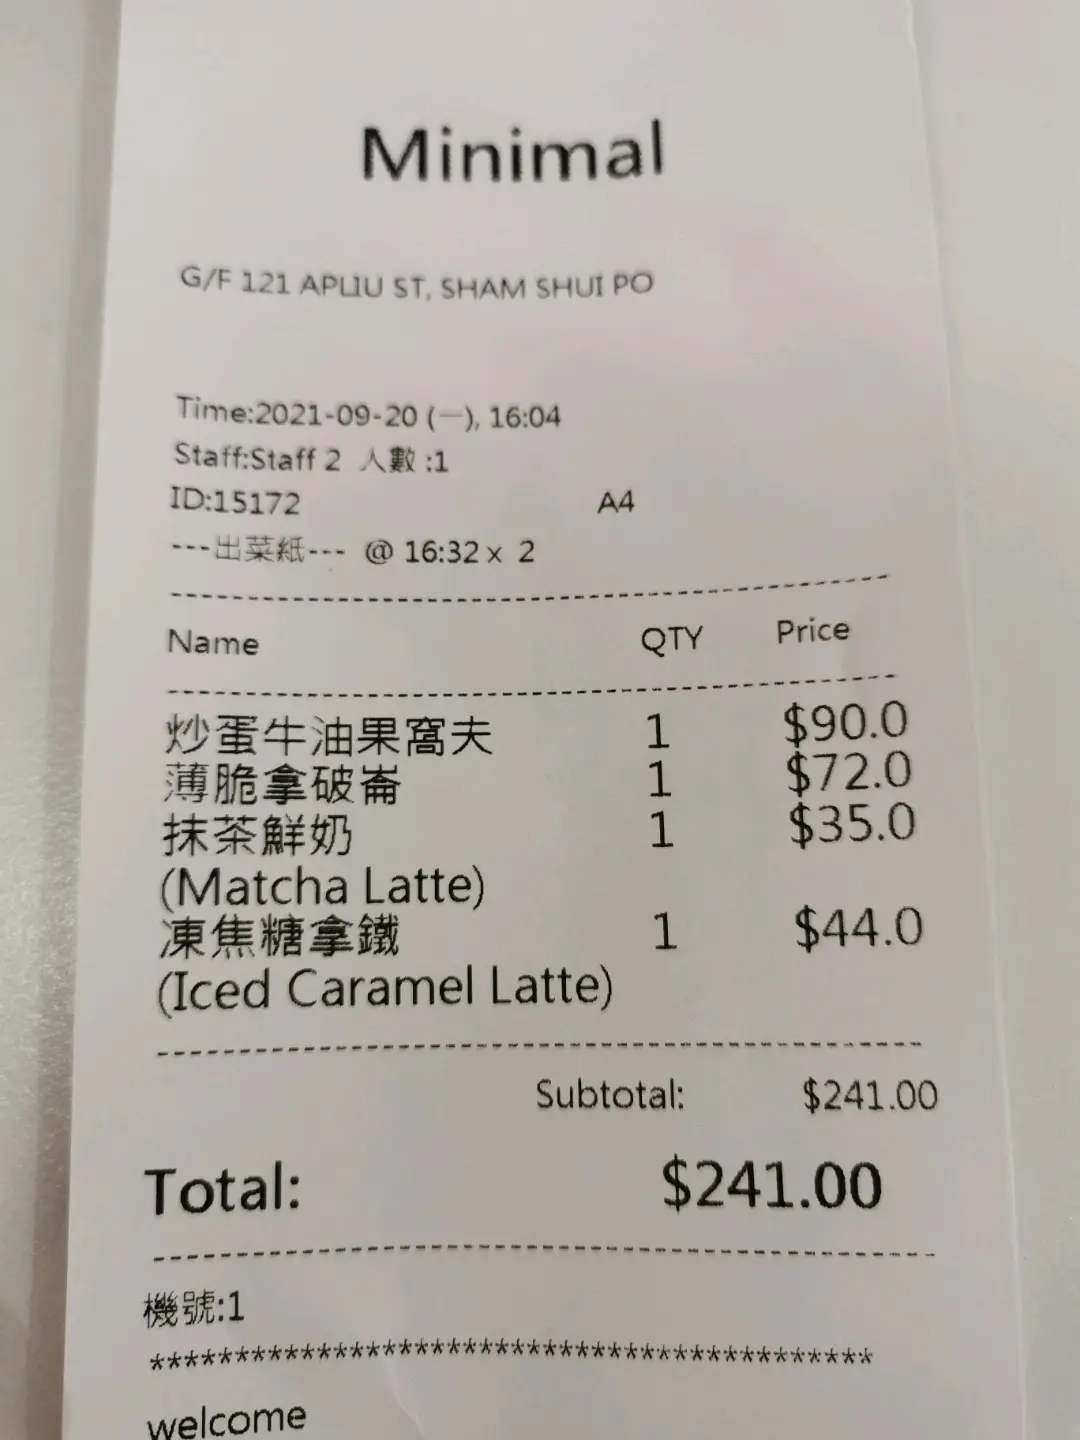 Minimal
G/F 121 APLIU ST, SHAM SHUI PO
Time:2021-09-20 (一), 16:04
Staff:Staff 2 人數 :1
ID:15172 A4
---出菜紙--- @ 16:32 x 2
Name QTY Price
炒蛋牛油果窩夫 1 $90.0
薄脆拿破崙 1 $72.0
抹茶鮮奶 1 $35.0
(Matcha Latte)
凍焦糖拿鐵 1 $44.0
(Iced Caramel Latte)
Subtotal: $241.00
Total: $241.00
機號:1
welcome